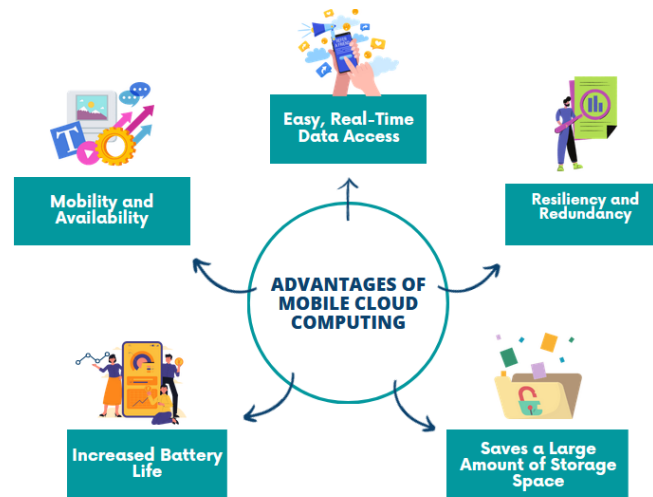 Easy, Real-Time
Data Access
Mobility and
Availability
Resiliency and
Redundancy
ADVANTAGES OF
MOBILE CLOUD
COMPUTING
Increased Battery
Life
Saves a Large
Amount of Storage
Space
T